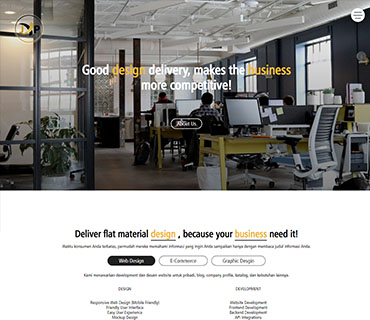 Good design delivery, makes the business
more competitive!
About Us
Deliver flat material design , because your business need it!
Waktu konsumen Anda terbatas, permudah mereka memahami informasi yang ingin Anda sampaikan hanya dengan membaca judul informasi Anda.
Web Design
E-Commerce
Graphic Design
Kami menawarkan development dan desain website untuk pribadi, blog, company profile, katalog, dan kebutuhan lainnya.
DESIGN
DEVELOPMENT
Responsive Web Design (Mobile Friendly)
Website Development
Friendly User Interface
Frontend Development
Easy User Experience
Backend Development
Mockup Design
API Integrations